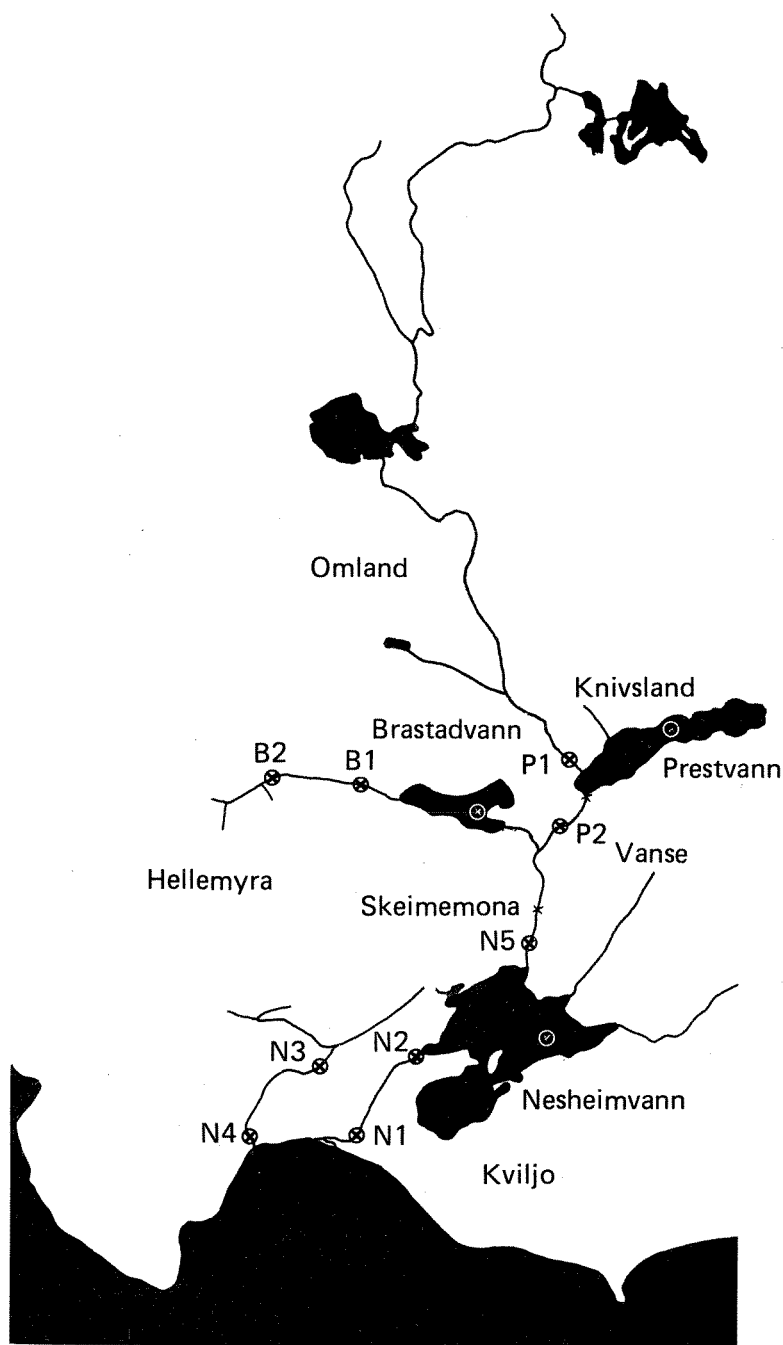 Omland
Knivsland
Brastadvann
B2
B1
P1
Prestvann
P2
Vanse
Hellemyra
Skeimemona
N5
N3
N2
Nesheimvann
N4
N1
Kviljo